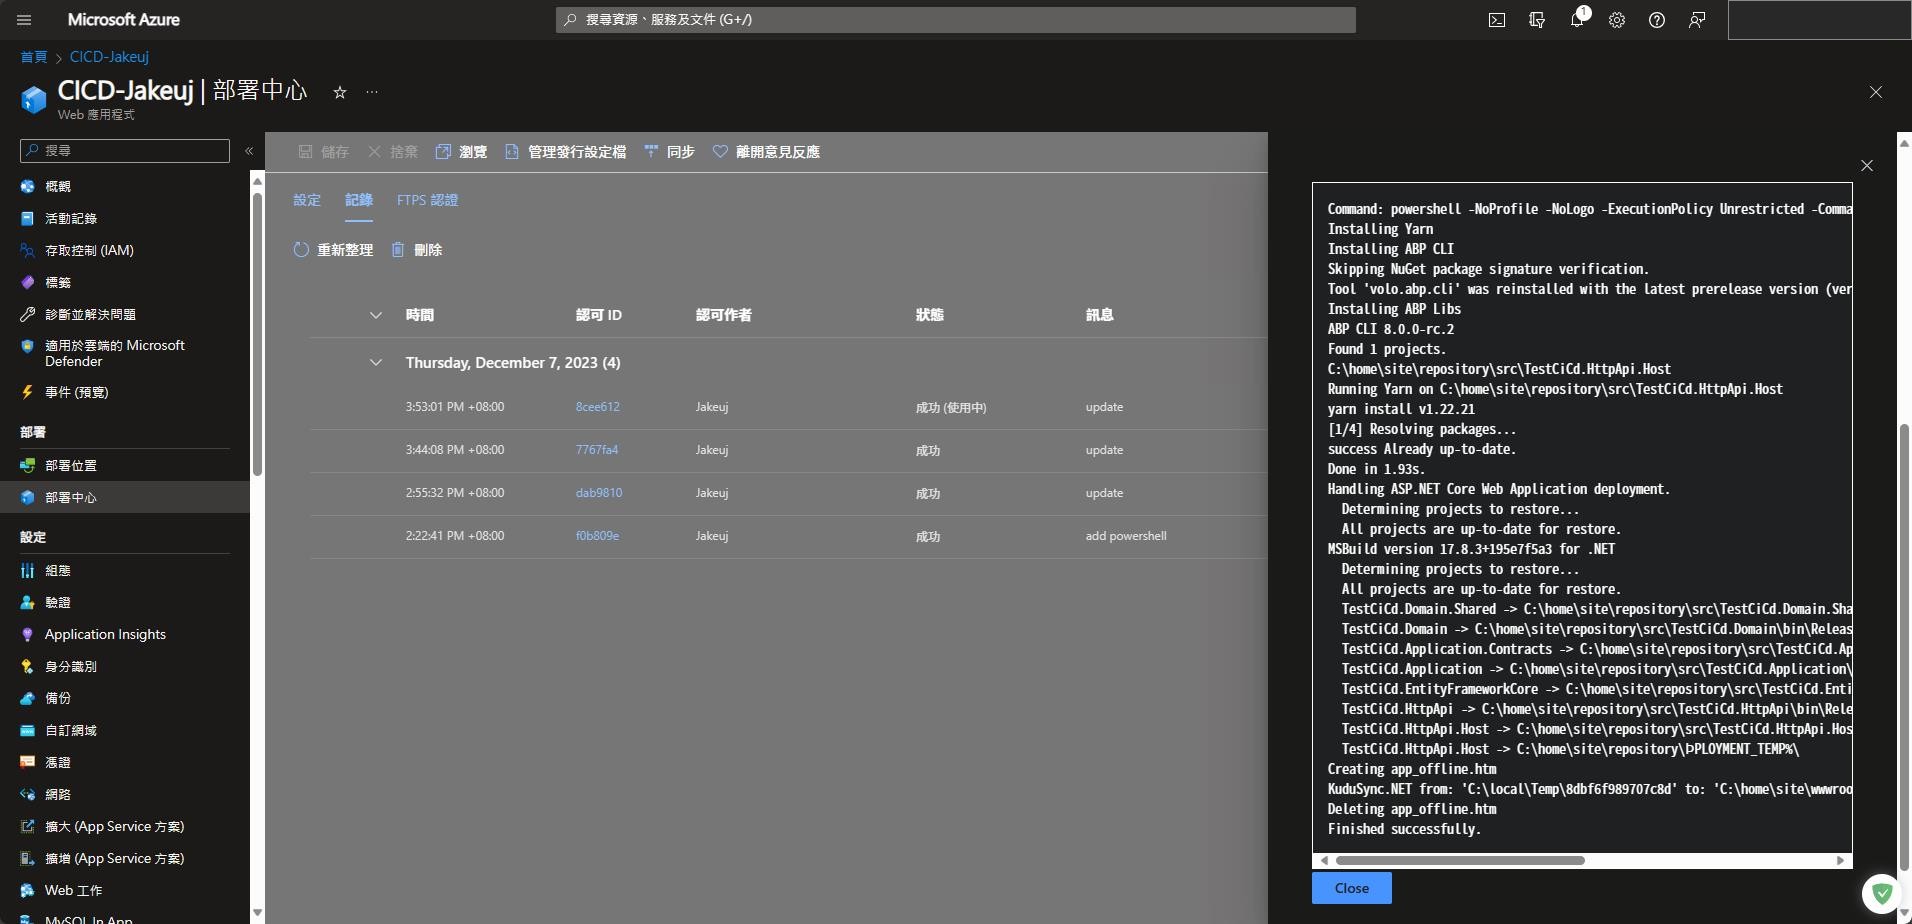 Microsoft Azure
搜尋資源、服務及文件 (G+/)
1
首頁 > CICD-Jakeuj
CICD-Jakeuj | 部署中心
Web 應用程式
搜尋
概觀
活動記錄
存取控制 (IAM)
標籤
診斷並解決問題
適用於雲端的 Microsoft
Defender
事件 (預覽)
部署
部署位置
部署中心
設定
組態
驗證
Application Insights
身分識別
備份
自訂網域
憑證
網路
擴大 (App Service 方案)
擴增 (App Service 方案)
Web 工作
MySQL In App
儲存 捨棄 瀏覽 管理發行設定檔 同步 離開意見反應
設定 記錄 FTPS 認證
重新整理 刪除
時間 認可 ID 認可作者 狀態 訊息
Thursday, December 7, 2023 (4)
3:53:01 PM +08:00 8cee612 Jakeuj 成功 (使用中) update
3:44:08 PM +08:00 7767fa4 Jakeuj 成功 update
2:55:32 PM +08:00 dab9810 Jakeuj 成功 update
2:22:41 PM +08:00 f0b809e Jakeuj 成功 add powershell
Command: powershell -NoProfile -NoLogo -ExecutionPolicy Unrestricted -Comma
Installing Yarn
Installing ABP CLI
Skipping NuGet package signature verification.
Tool 'volo.abp.cli' was reinstalled with the latest prerelease version (ver
Installing ABP Libs
ABP CLI 8.0.0-rc.2
Found 1 projects.
C:\home\site\repository\src\TestCiCd.HttpApi.Host
Running Yarn on C:\home\site\repository\src\TestCiCd.HttpApi.Host
yarn install v1.22.21
[1/4] Resolving packages...
success Already up-to-date.
Done in 1.93s.
Handling ASP.NET Core Web Application deployment.
Determining projects to restore...
All projects are up-to-date for restore.
MSBuild version 17.8.3+195e7f5a3 for .NET
Determining projects to restore...
All projects are up-to-date for restore.
TestCiCd.Domain.Shared -> C:\home\site\repository\src\TestCiCd.Domain.Sha
TestCiCd.Domain -> C:\home\site\repository\src\TestCiCd.Domain\bin\Releas
TestCiCd.Application.Contracts -> C:\home\site\repository\src\TestCiCd.Ap
TestCiCd.Application -> C:\home\site\repository\src\TestCiCd.Application\
TestCiCd.EntityFrameworkCore -> C:\home\site\repository\src\TestCiCd.Enti
TestCiCd.HttpApi -> C:\home\site\repository\src\TestCiCd.HttpApi\bin\Rele
TestCiCd.HttpApi.Host -> C:\home\site\repository\src\TestCiCd.HttpApi.Hos
TestCiCd.HttpApi.Host -> C:\home\site\repository\ÞPLOYMENT_TEMP%\
Creating app_offline.htm
KuduSync.NET from: 'C:\local\Temp\8dbf6f989707c8d' to: 'C:\home\site\wwwroo
Deleting app_offline.htm
Finished successfully.
Close